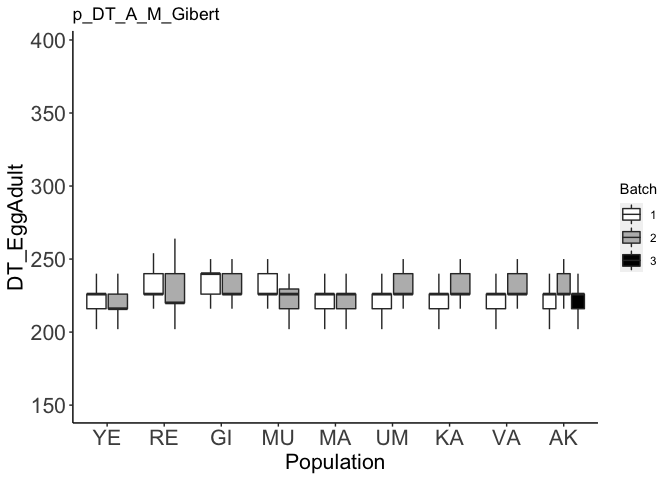 p_DT_A_M_Gibert
400
350
300
250
200
150
DT_EggAdult
YE RE GI MU MA UM KA VA AK
Population
Batch
1
2
3